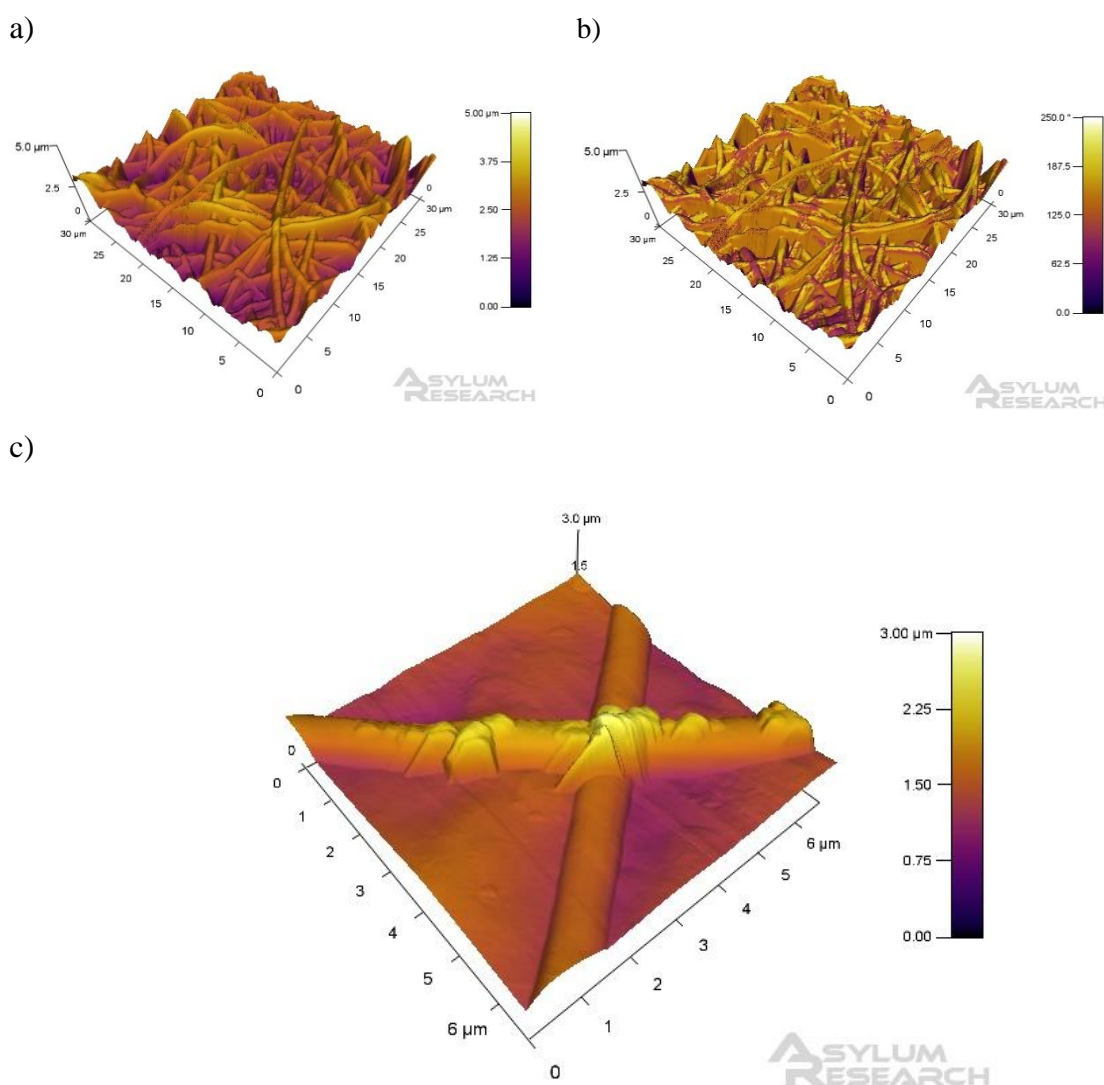 a)
b)
5.0 µm
2.5
0
30 µm
25
20
15
10
5
0
0
5
10
15
20
25
30 µm
0
5.00 µm
3.75
2.50
1.25
0.00
ASYLUM
RESEARCH
5.0 µm
2.5
0
30 µm
25
20
15
10
5
0
0
5
10
15
20
25
30 µm
0
250.0 °
187.5
125.0
62.5
0.0
ASYLUM
RESEARCH
c)
3.0 µm
1.5
0
0
1
2
3
4
5
6 µm
0
1
2
3
4
5
6 µm
3.00 µm
2.25
1.50
0.75
0.00
ASYLUM
RESEARCH